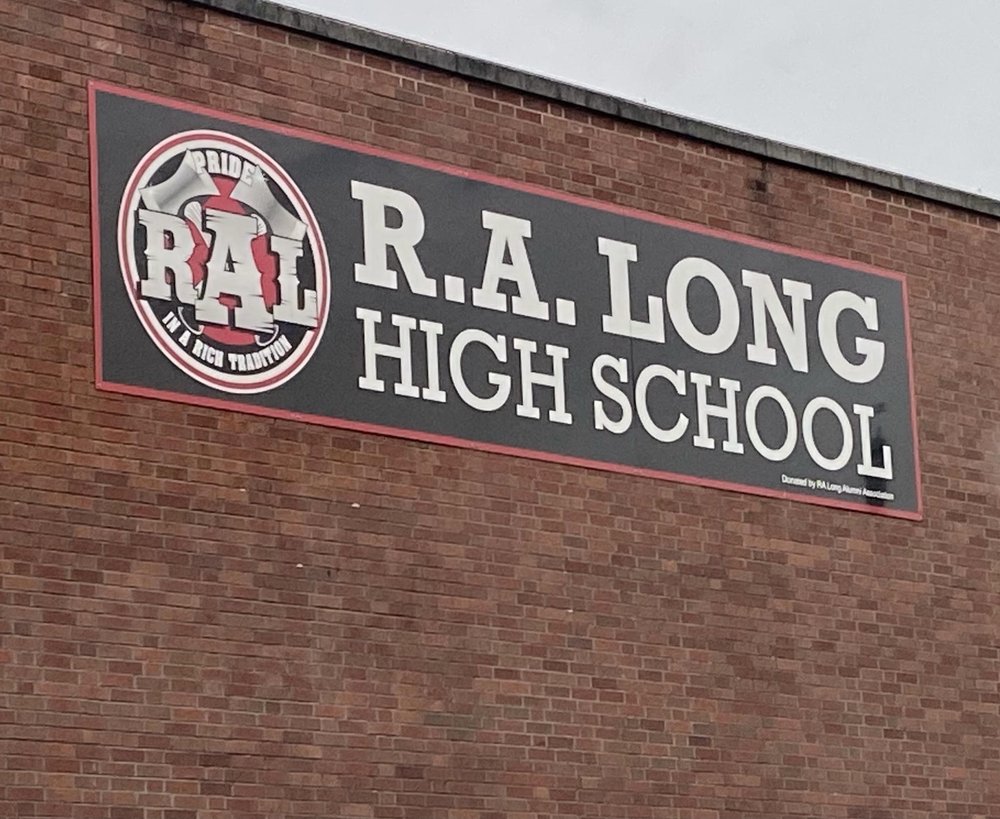 PRIDE
RAL
IN A RICH TRADITION
R.A. LONG
HIGH SCHOOL
Donated by RA Long Alumni Association